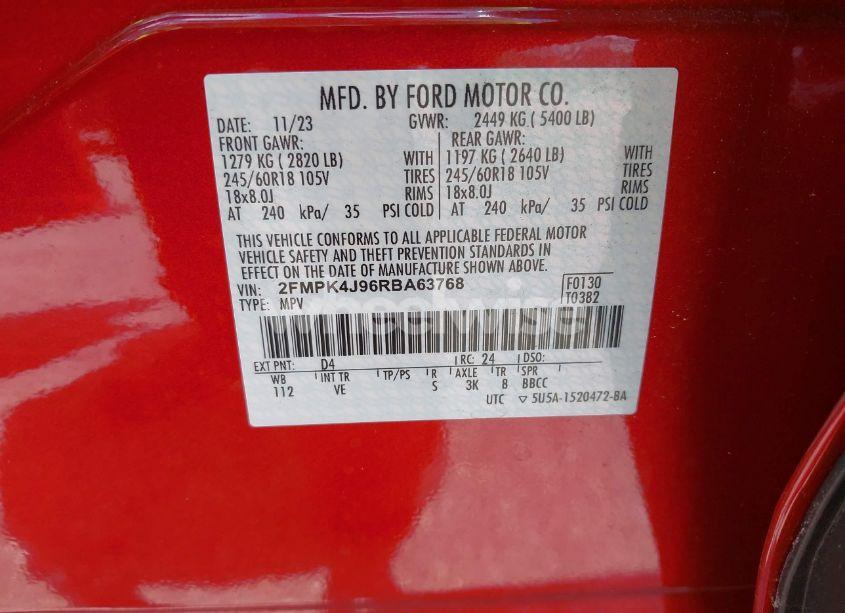 MFD. BY FORD MOTOR CO.
DATE: 11/23 GVWR: 2449 KG ( 5400 LB)
FRONT GAWR: REAR GAWR:
1279 KG ( 2820 LB) WITH 1197 KG ( 2640 LB) WITH
245/60R18 105V TIRES 245/60R18 105V TIRES
18x8.0J RIMS 18x8.0J RIMS
AT 240 kPa/ 35 PSI COLD AT 240 kPa/ 35 PSI COLD
THIS VEHICLE CONFORMS TO ALL APPLICABLE FEDERAL MOTOR
VEHICLE SAFETY AND THEFT PREVENTION STANDARDS IN
EFFECT ON THE DATE OF MANUFACTURE SHOWN ABOVE.
VIN: 2FMPK4J96RBA63768 F0130
TYPE: MPV T0382
wheelwise
EXT PNT: D4 RC: 24 DSO:
WB INT TR TP/PS R AXLE TR SPR
112 VE S 3K 8 BBCC
UTC ▽ 5U5A-1520472-BA